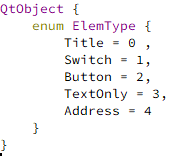 QtObject {
    enum ElemType {
        Title = 0 ,
        Switch = 1,
        Button = 2,
        TextOnly = 3,
        Address = 4
    }
}